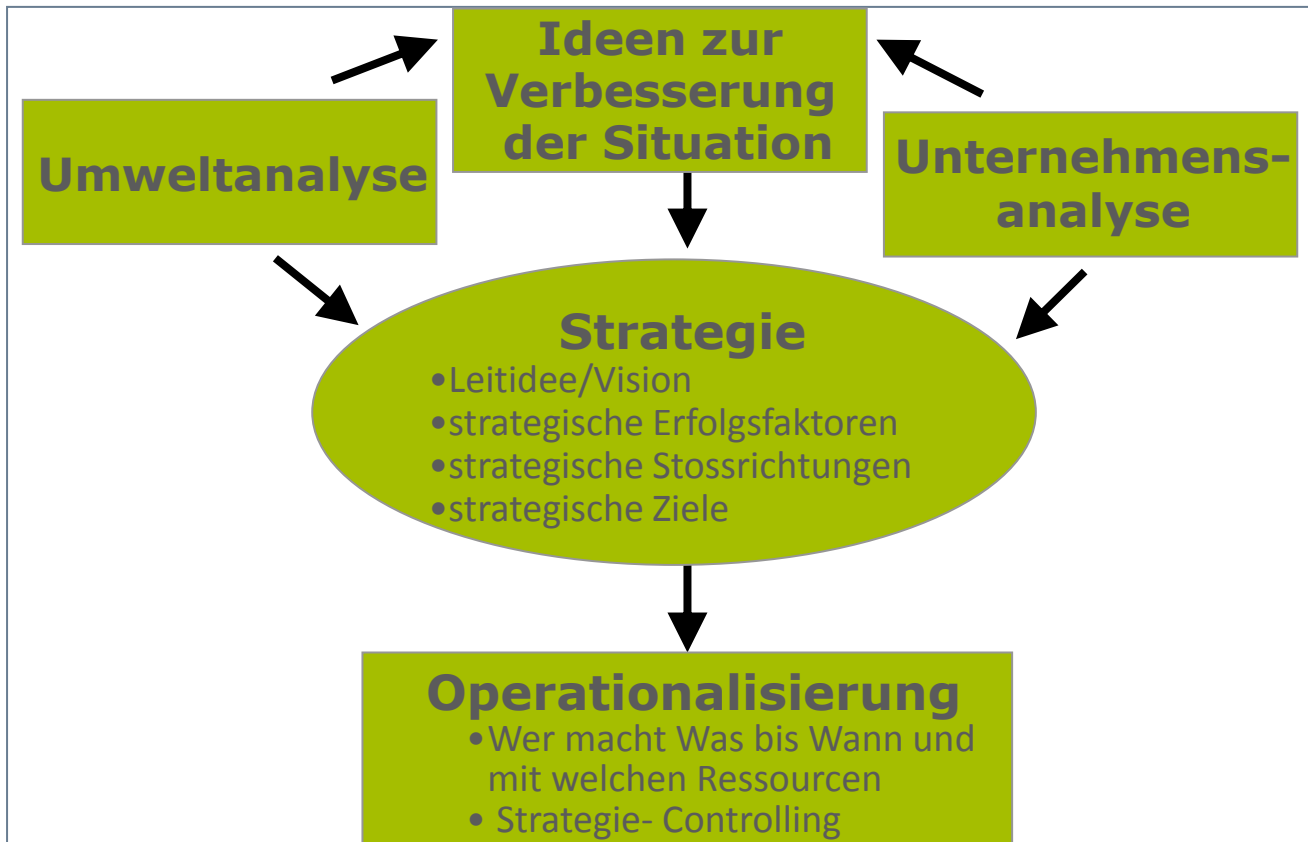 Ideen zur
Verbesserung
der Situation
Umweltanalyse
Unternehmens-
analyse
Strategie
•Leitidee/Vision
•strategische Erfolgsfaktoren
•strategische Stossrichtungen
•strategische Ziele
Operationalisierung
•Wer macht Was bis Wann und
mit welchen Ressourcen
• Strategie- Controlling